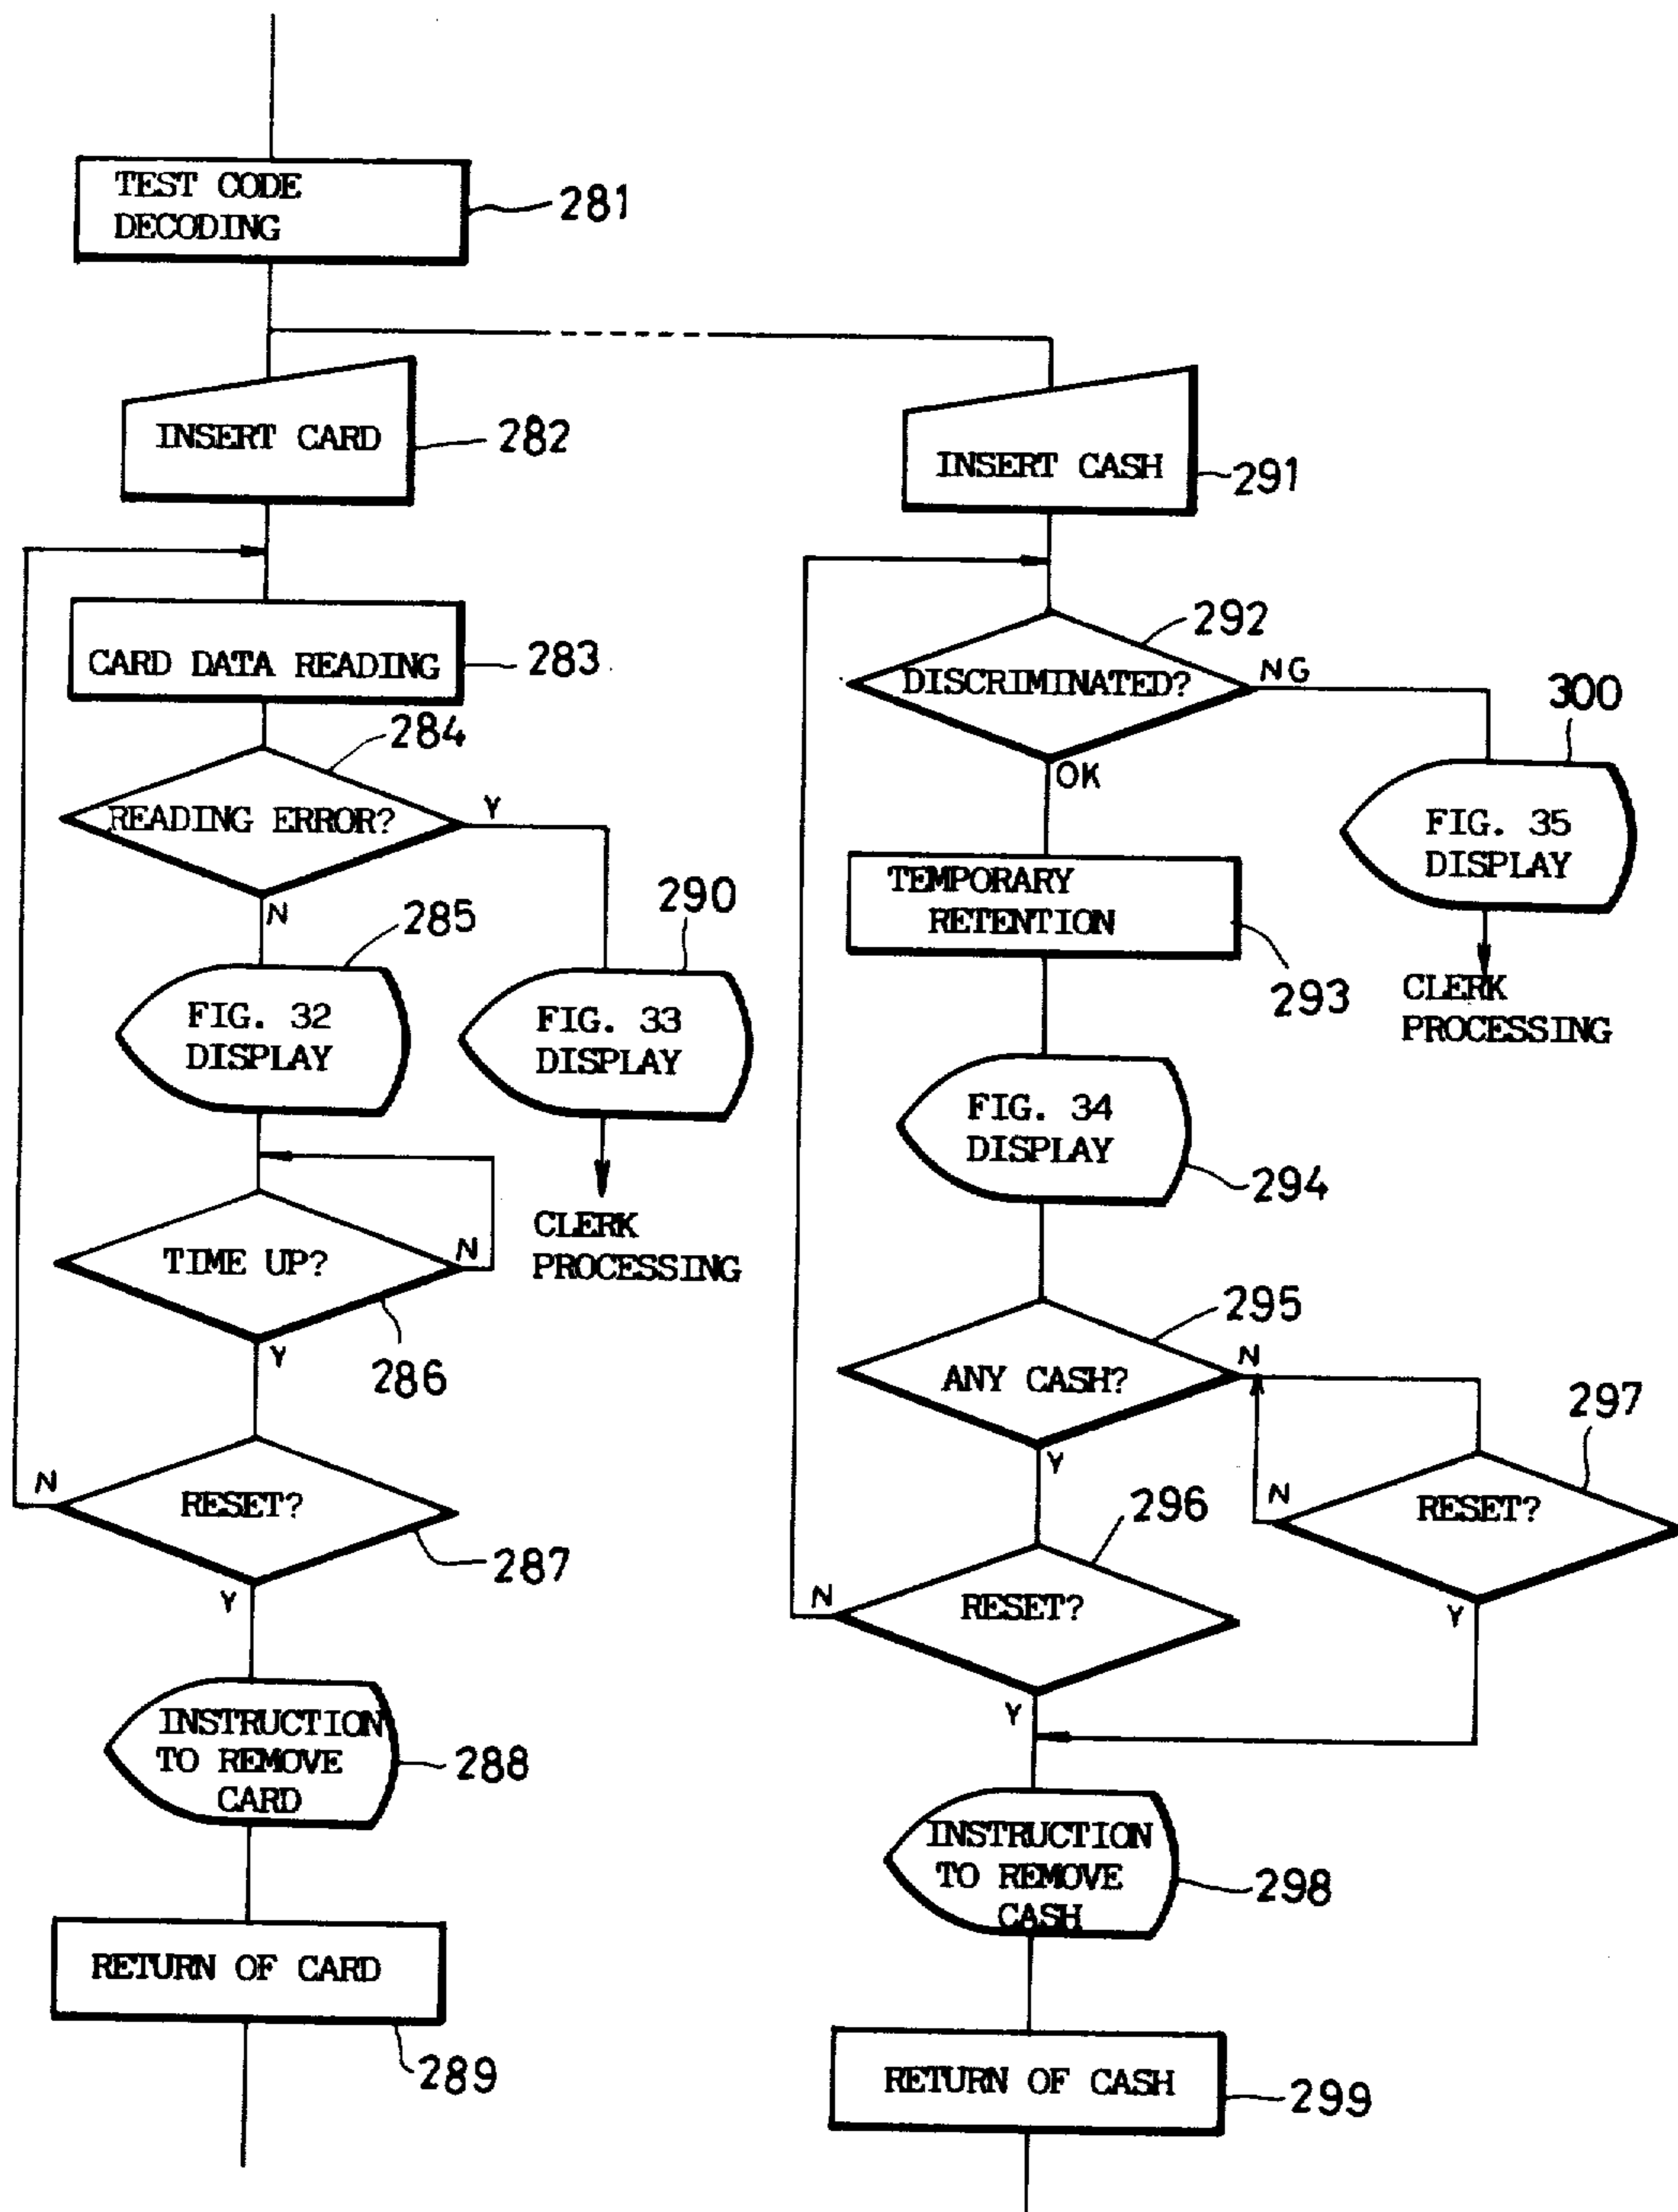 TEST CODE
DECODING
281
INSERT CARD
282
CARD DATA READING
283
284
READING ERROR?
Y
N
285
290
FIG. 32
DISPLAY
FIG. 33
DISPLAY
CLERK
PROCESSING
TIME UP?
N
286
Y
RESET?
N
287
Y
INSTRUCTION
TO REMOVE
CARD
288
RETURN OF CARD
289
INSERT CASH
291
292
DISCRIMINATED?
NG
OK
300
FIG. 35
DISPLAY
CLERK
PROCESSING
TEMPORARY
RETENTION
293
FIG. 34
DISPLAY
294
295
ANY CASH?
N
Y
297
RESET?
N
Y
296
RESET?
N
Y
INSTRUCTION
TO REMOVE
CASH
298
RETURN OF CASH
299